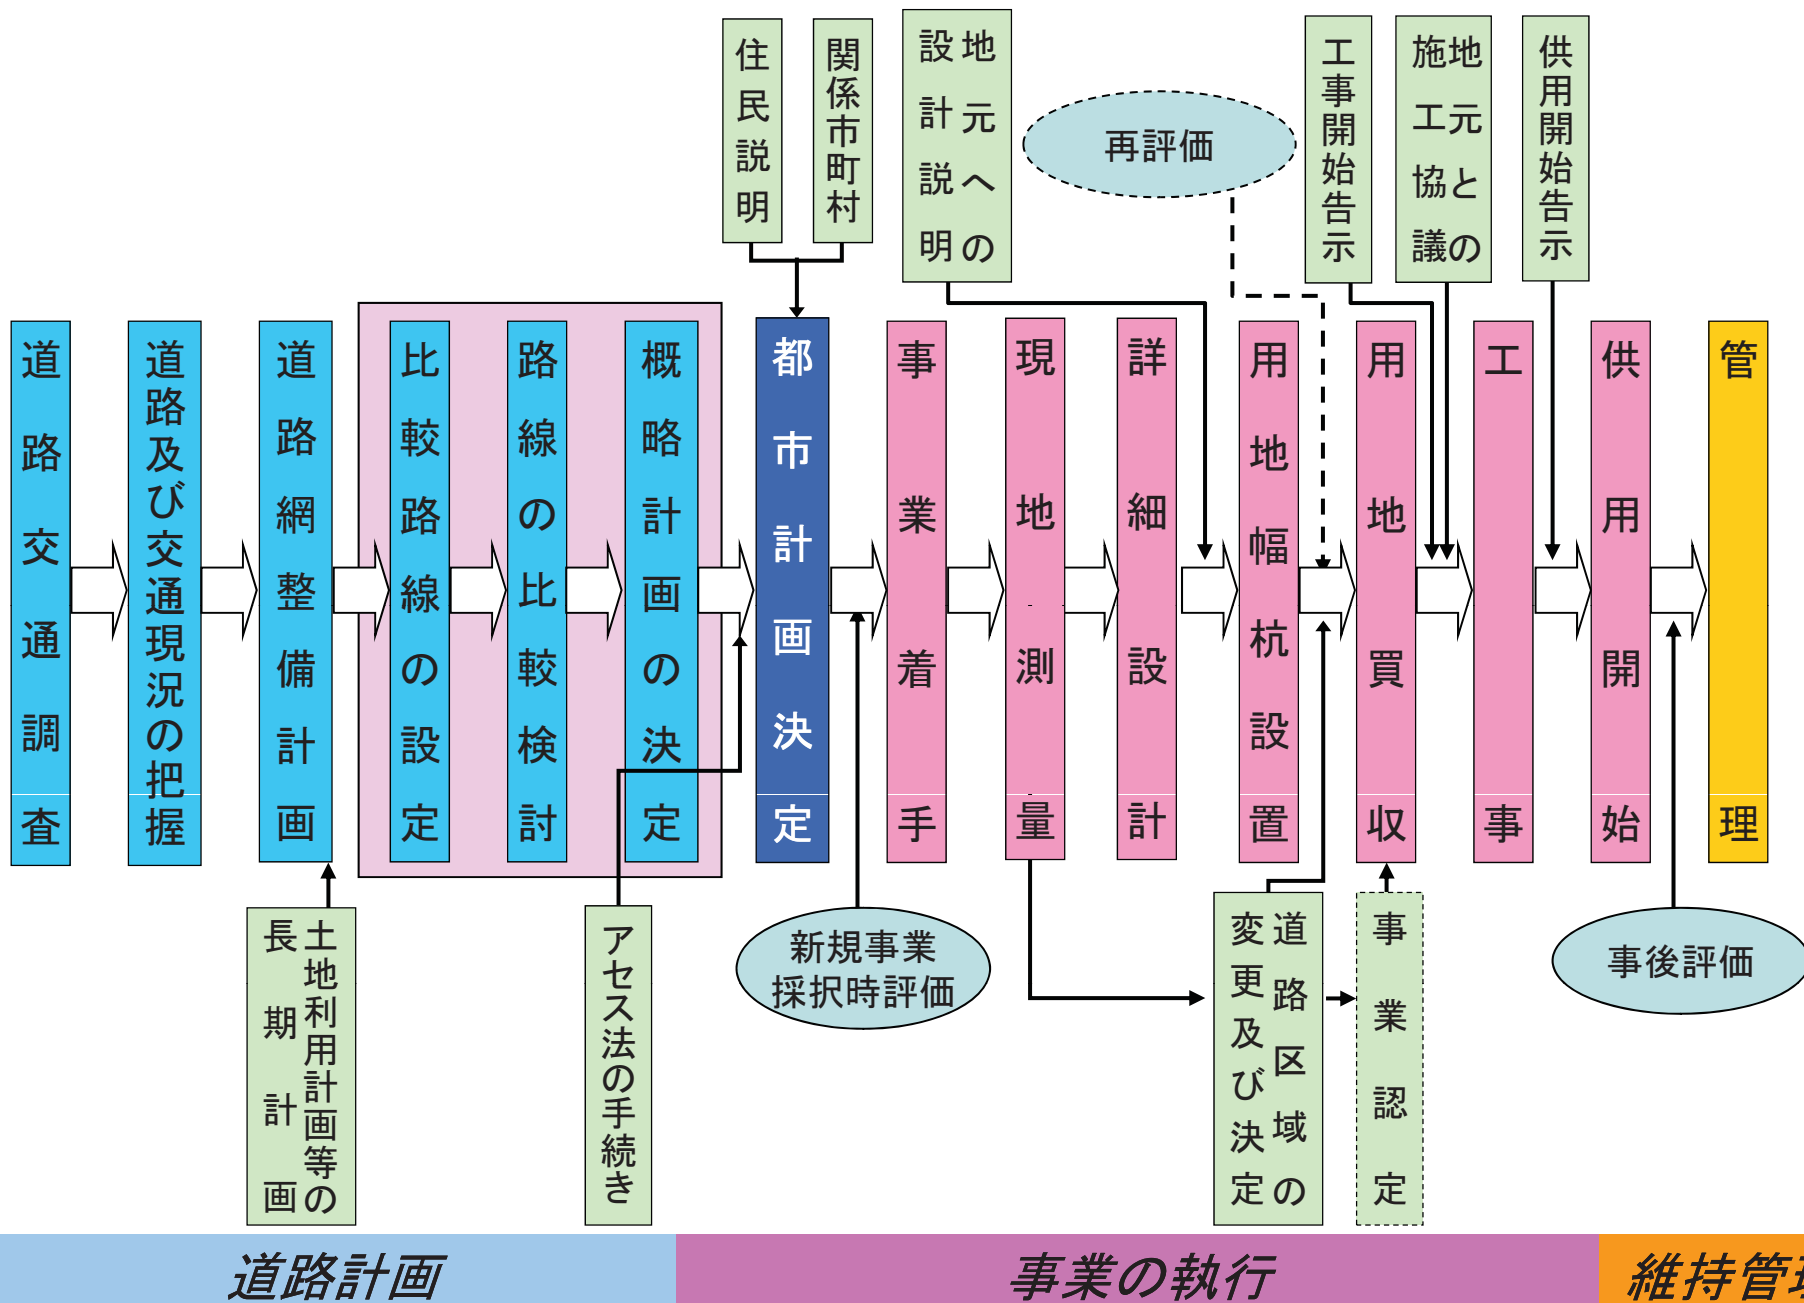 住民説明
関係市町村
地元への
設計説明
再評価
工事開始告示
地元との
施工協議
供用開始告示
道路交通調査
道路及び交通現況の把握
道路網整備計画
比較路線の設定
路線の比較検討
概略計画の決定
都市計画決定
事業着手
現地測量
詳細設計
用地幅杭設置
用地買収
工事
供用開始
管理
土地利用計画等の
長期計画
アセス法の手続き
新規事業
採択時評価
道路区域の
変更及び決定
事業認定
事後評価
道路計画
事業の執行
維持管理